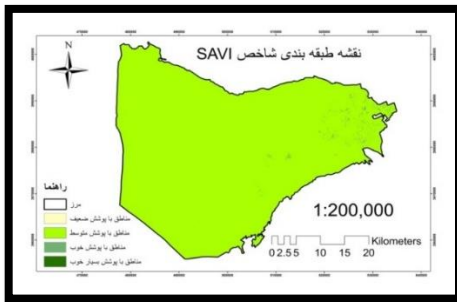 نقشه طبقه بندی شاخص SAVI
N
راهنما
مرز
مناطق با پوشش ضعیف
مناطق با پوشش متوسط
مناطق با پوشش خوب
مناطق با پوشش بسیار خوب
1:200,000
Kilometers
0 2.5 5 10 15 20